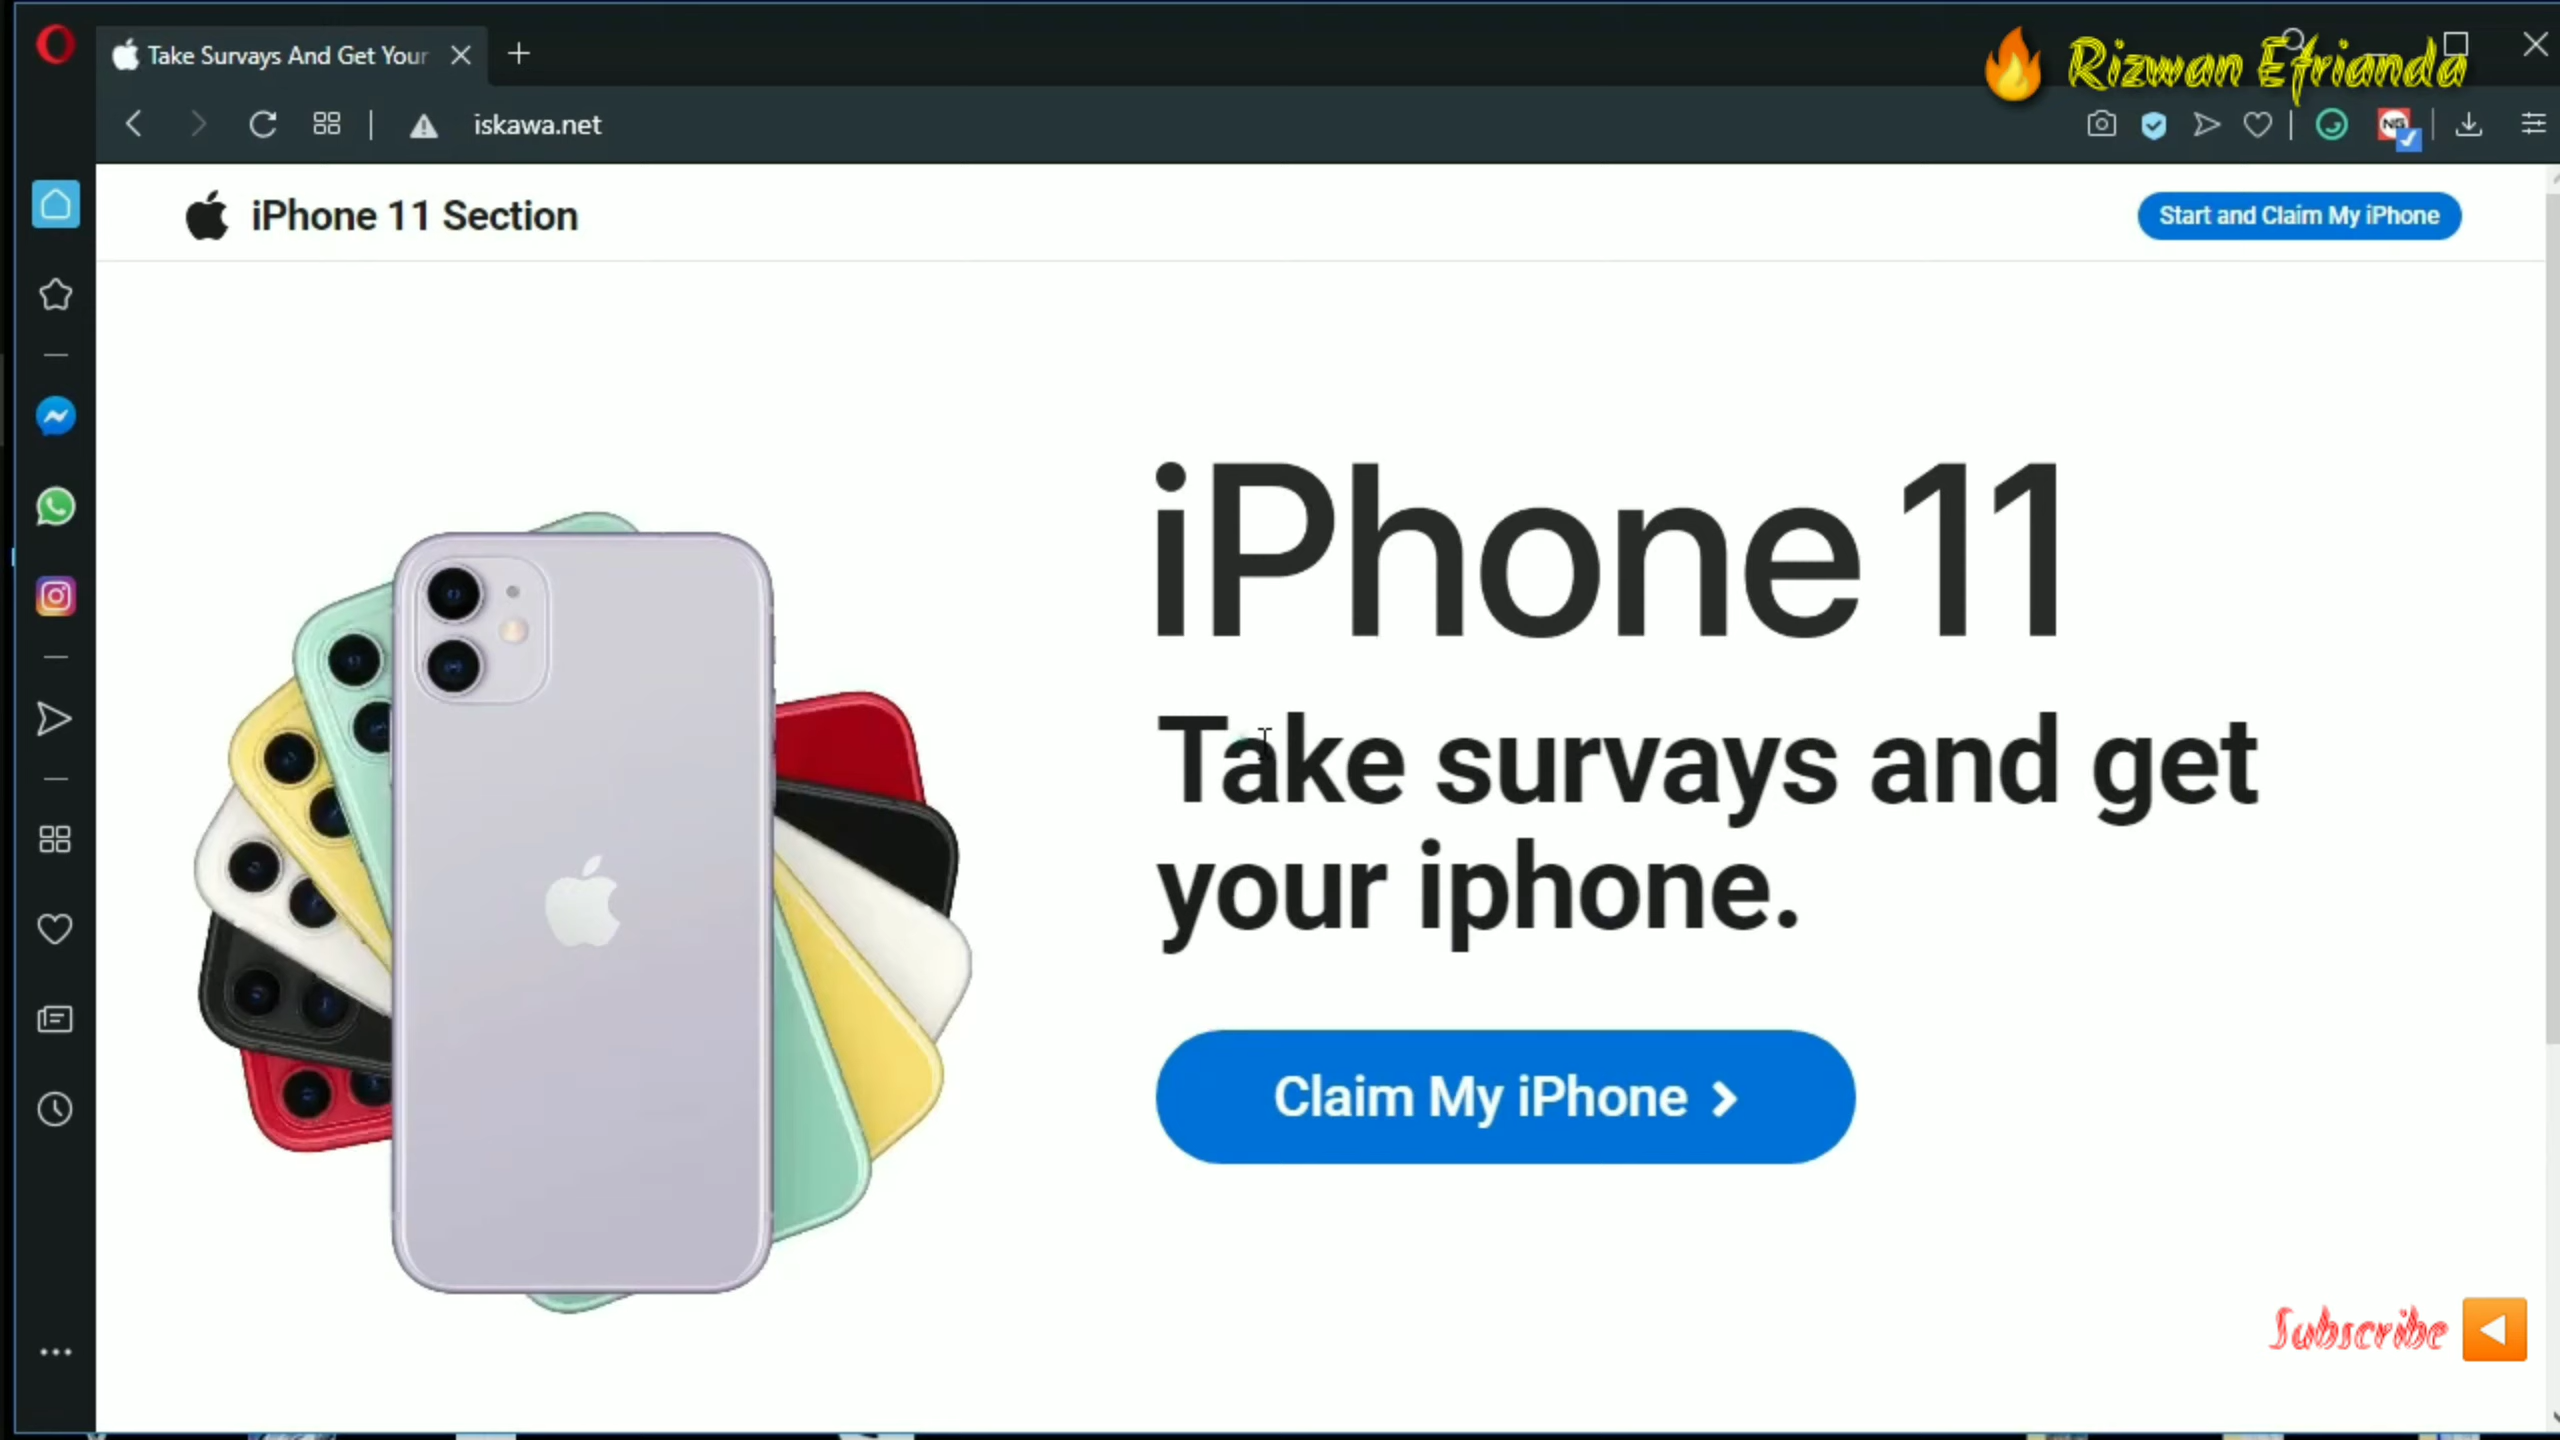 Take Survays And Get Your
Rizwan Efrianda
iskawa.net
iPhone 11 Section
Start and Claim My iPhone
iPhone 11
Take survays and get
your iphone.
Claim My iPhone
Subscribe